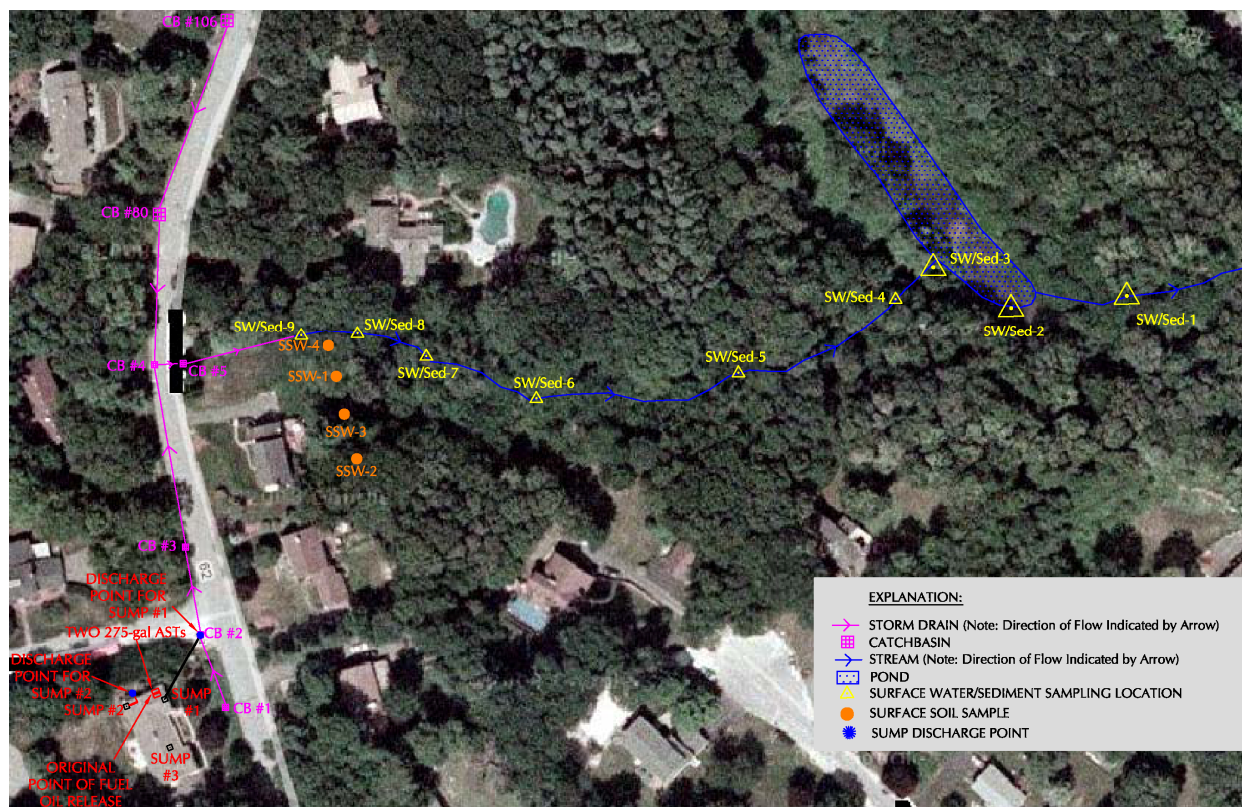 CB #106
CB #80
SW/Sed-3
SW/Sed-4
SW/Sed-1
SW/Sed-2
SW/Sed-9
SW/Sed-8
SSW-4
CB #4
CB #5
SW/Sed-7
SW/Sed-5
SSW-1
SW/Sed-6
SSW-3
SSW-2
CB #3
62
DISCHARGE
POINT FOR
SUMP #1
TWO 275-gal ASTs
CB #2
DISCHARGE
POINT FOR
SUMP #2
SUMP #2
SUMP
#1
CB #1
SUMP
#3
ORIGINAL
POINT OF FUEL
OIL RELEASE
EXPLANATION:
STORM DRAIN (Note: Direction of Flow Indicated by Arrow)
CATCHBASIN
STREAM (Note: Direction of Flow Indicated by Arrow)
POND
SURFACE WATER/SEDIMENT SAMPLING LOCATION
SURFACE SOIL SAMPLE
SUMP DISCHARGE POINT